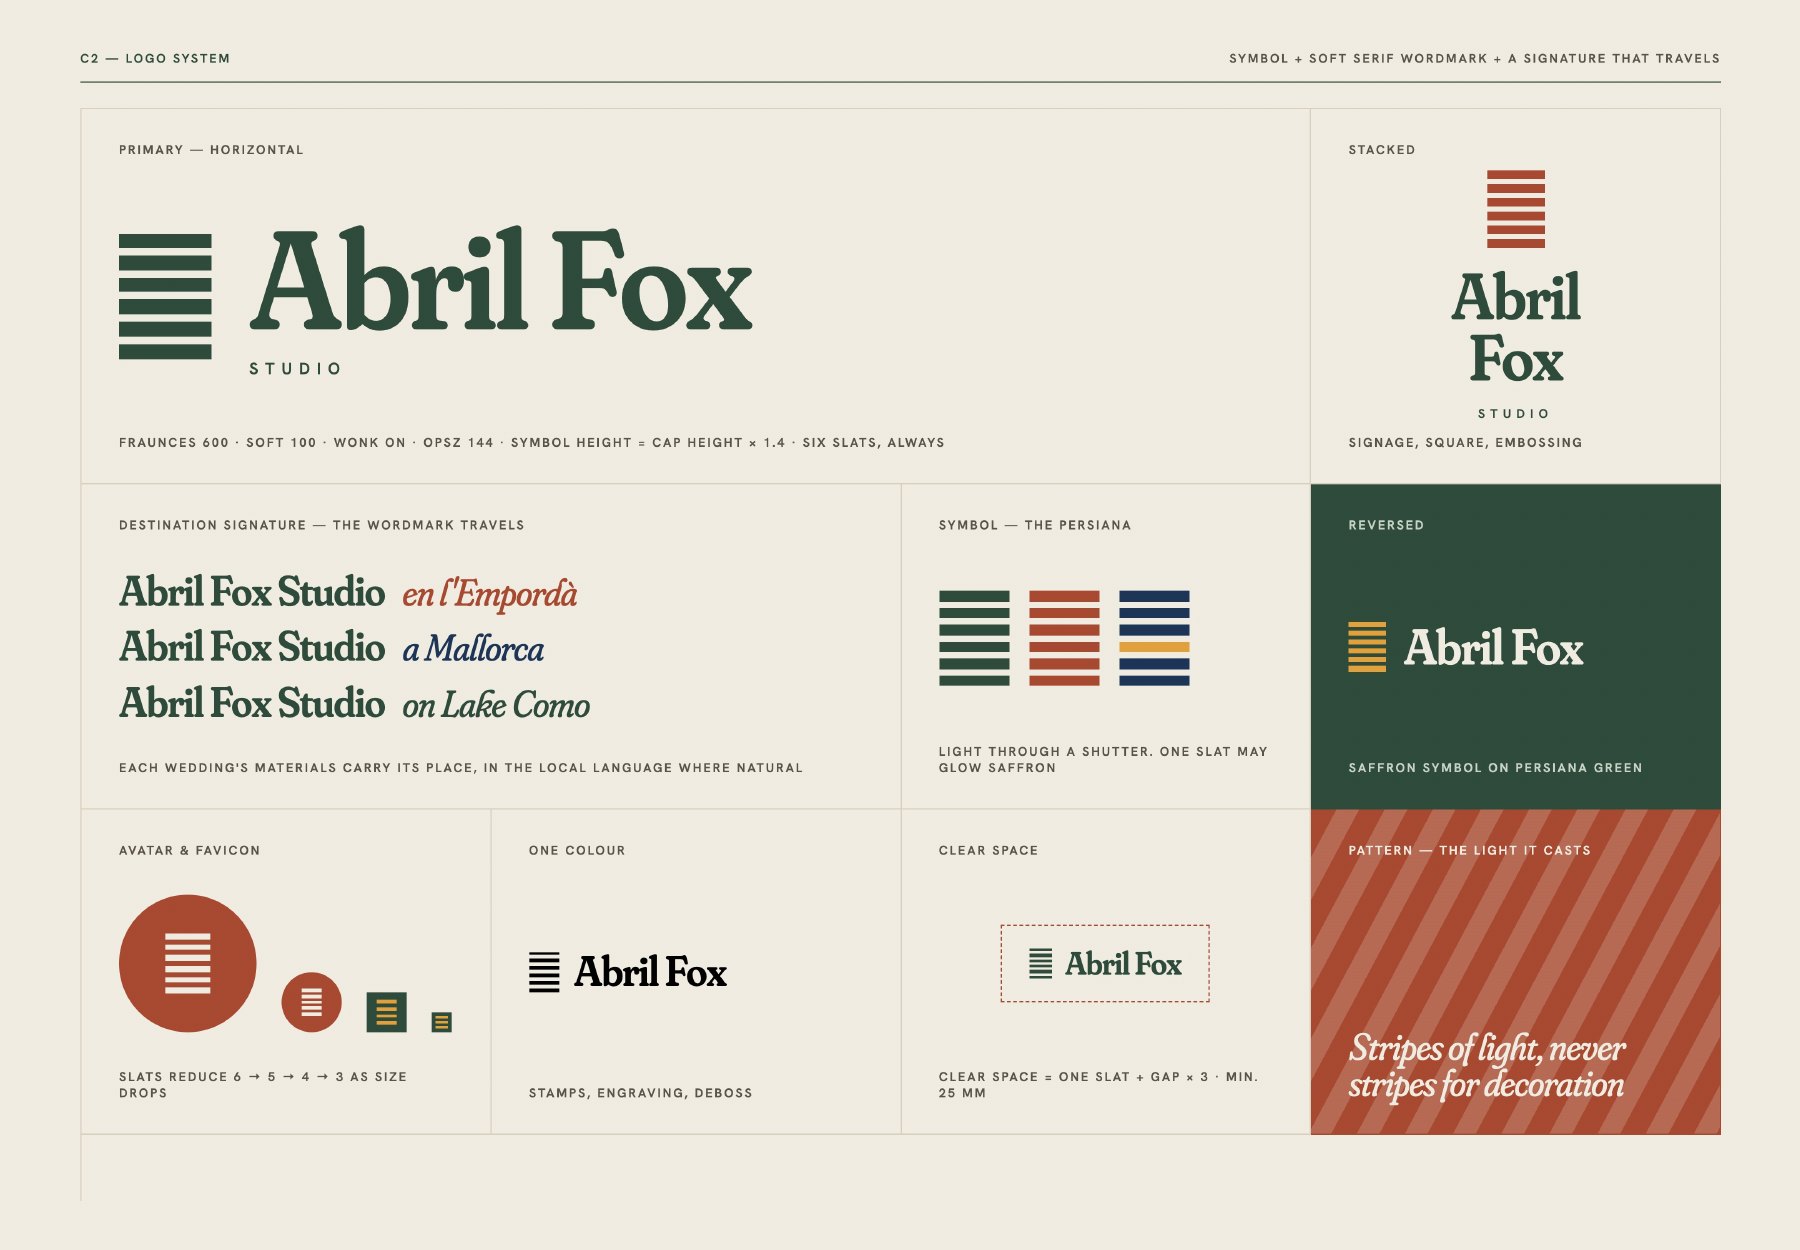 C2 — LOGO SYSTEM
SYMBOL + SOFT SERIF WORDMARK + A SIGNATURE THAT TRAVELS
PRIMARY — HORIZONTAL
Abril Fox
STUDIO
FRAUNCES 600 · SOFT 100 · WONK ON · OPSZ 144 · SYMBOL HEIGHT = CAP HEIGHT × 1.4 · SIX SLATS, ALWAYS
STACKED
Abril
Fox
STUDIO
SIGNAGE, SQUARE, EMBOSSING
DESTINATION SIGNATURE — THE WORDMARK TRAVELS
Abril Fox Studio en l'Empordà
Abril Fox Studio a Mallorca
Abril Fox Studio on Lake Como
EACH WEDDING'S MATERIALS CARRY ITS PLACE, IN THE LOCAL LANGUAGE WHERE NATURAL
SYMBOL — THE PERSIANA
LIGHT THROUGH A SHUTTER. ONE SLAT MAY
GLOW SAFFRON
REVERSED
Abril Fox
SAFFRON SYMBOL ON PERSIANA GREEN
AVATAR & FAVICON
SLATS REDUCE 6 → 5 → 4 → 3 AS SIZE
DROPS
ONE COLOUR
Abril Fox
STAMPS, ENGRAVING, DEBOSS
CLEAR SPACE
Abril Fox
CLEAR SPACE = ONE SLAT + GAP × 3 · MIN.
25 MM
PATTERN — THE LIGHT IT CASTS
Stripes of light, never
stripes for decoration